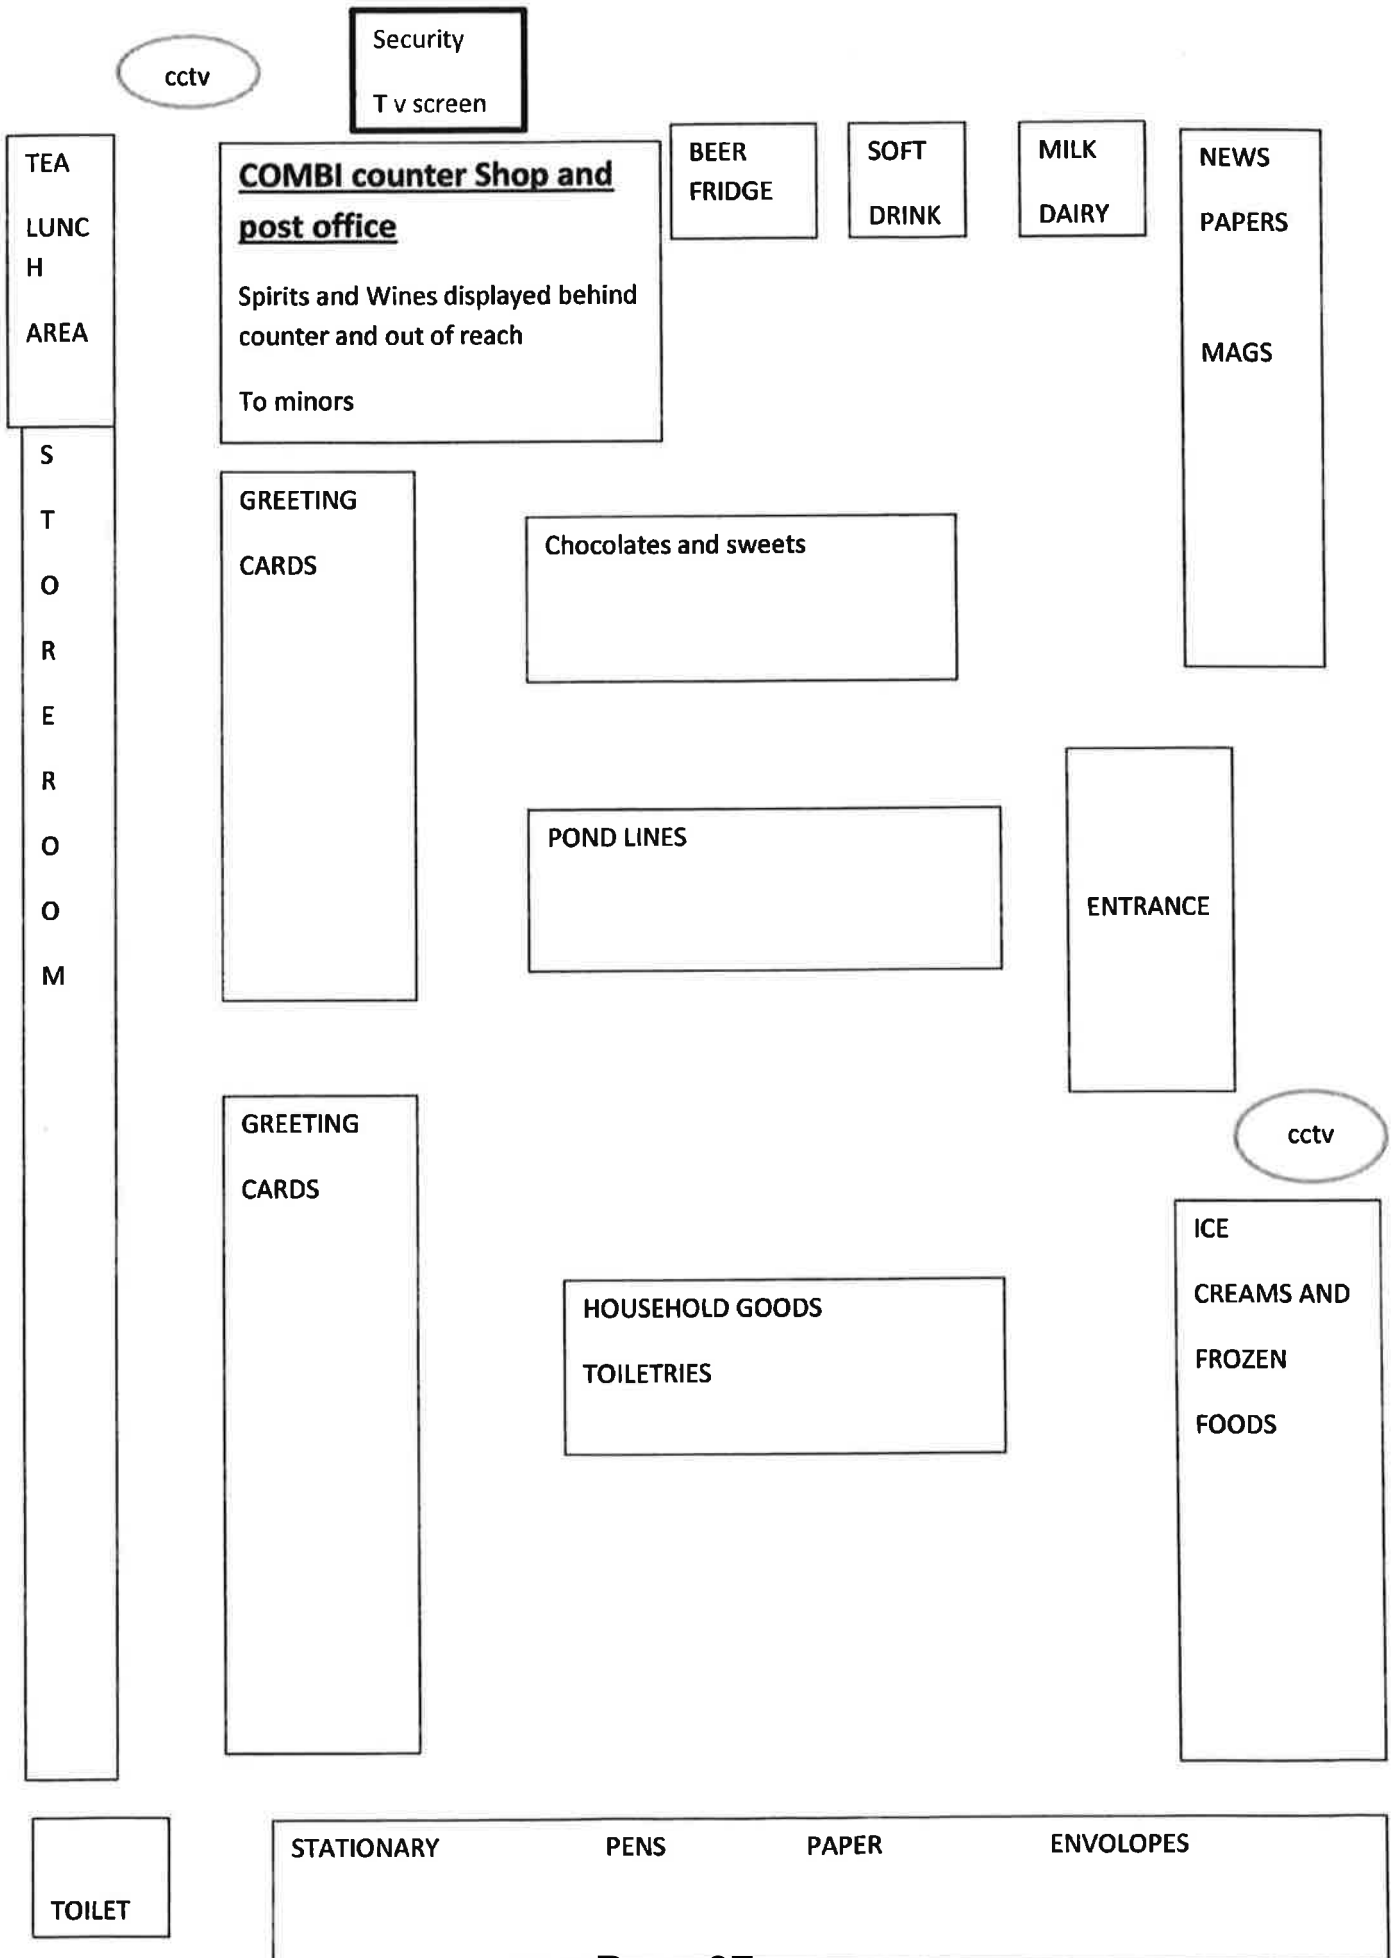 cctv
Security
T v screen
TEA
LUNC
H
AREA
COMBI counter Shop and
post office
Spirits and Wines displayed behind
counter and out of reach
To minors
BEER
FRIDGE
SOFT
DRINK
MILK
DAIRY
NEWS
PAPERS
MAGS
S
T
O
R
E
R
O
O
M
GREETING
CARDS
Chocolates and sweets
POND LINES
ENTRANCE
cctv
GREETING
CARDS
HOUSEHOLD GOODS
TOILETRIES
ICE
CREAMS AND
FROZEN
FOODS
TOILET
STATIONARY PENS PAPER ENVOLOPES